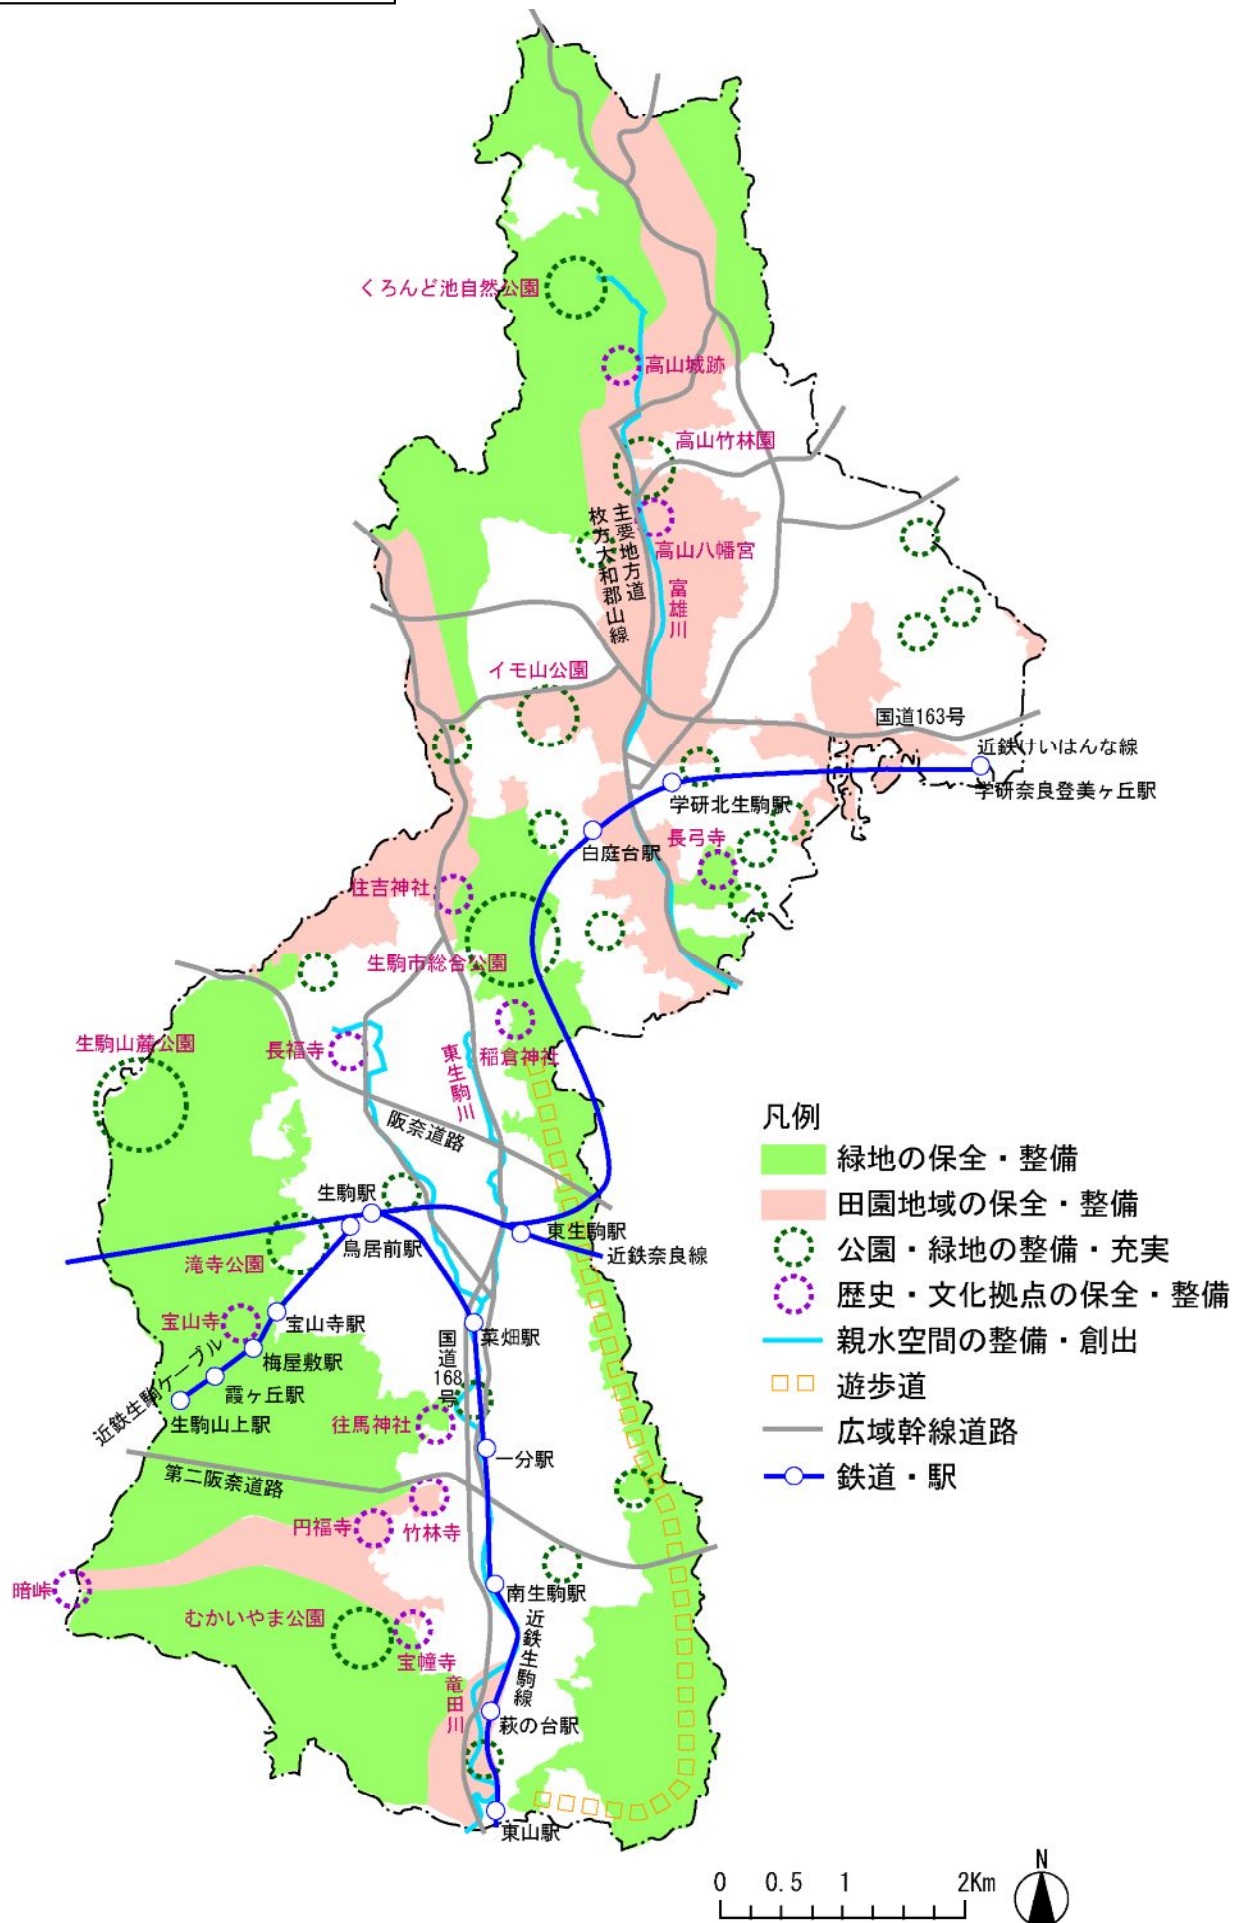 くろんど池自然公園
高山城跡
高山竹林園
主要地方道
枚方大和郡山線
高山八幡宮
富雄川
イモ山公園
国道163号
近鉄けいはんな線
学研奈良登美ヶ丘駅
学研北生駒駅
長弓寺
白庭台駅
住吉神社
生駒市総合公園
生駒山麓公園
長福寺
東生駒川
稲倉神社
阪奈道路
生駒駅
鳥居前駅
東生駒駅
近鉄奈良線
滝寺公園
宝山寺
宝山寺駅
菜畑駅
国道168号
梅屋敷駅
近鉄生駒ケーブル
霞ヶ丘駅
生駒山上駅
往馬神社
一分駅
第二阪奈道路
円福寺
竹林寺
暗峠
南生駒駅
むかいやま公園
宝幢寺
近鉄生駒線
竜田川
萩の台駅
東山駅
凡例
緑地の保全・整備
田園地域の保全・整備
公園・緑地の整備・充実
歴史・文化拠点の保全・整備
親水空間の整備・創出
遊歩道
広域幹線道路
鉄道・駅
0 0.5 1 2Km
N